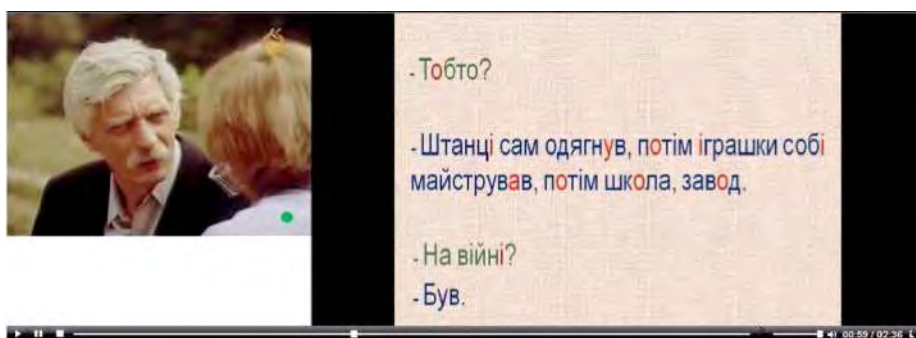 - Тобто?
- Штанці сам одягнув, потім іграшки собі
майстрував, потім школа, завод.
- На війні?
- Був.
00:59 / 02:36